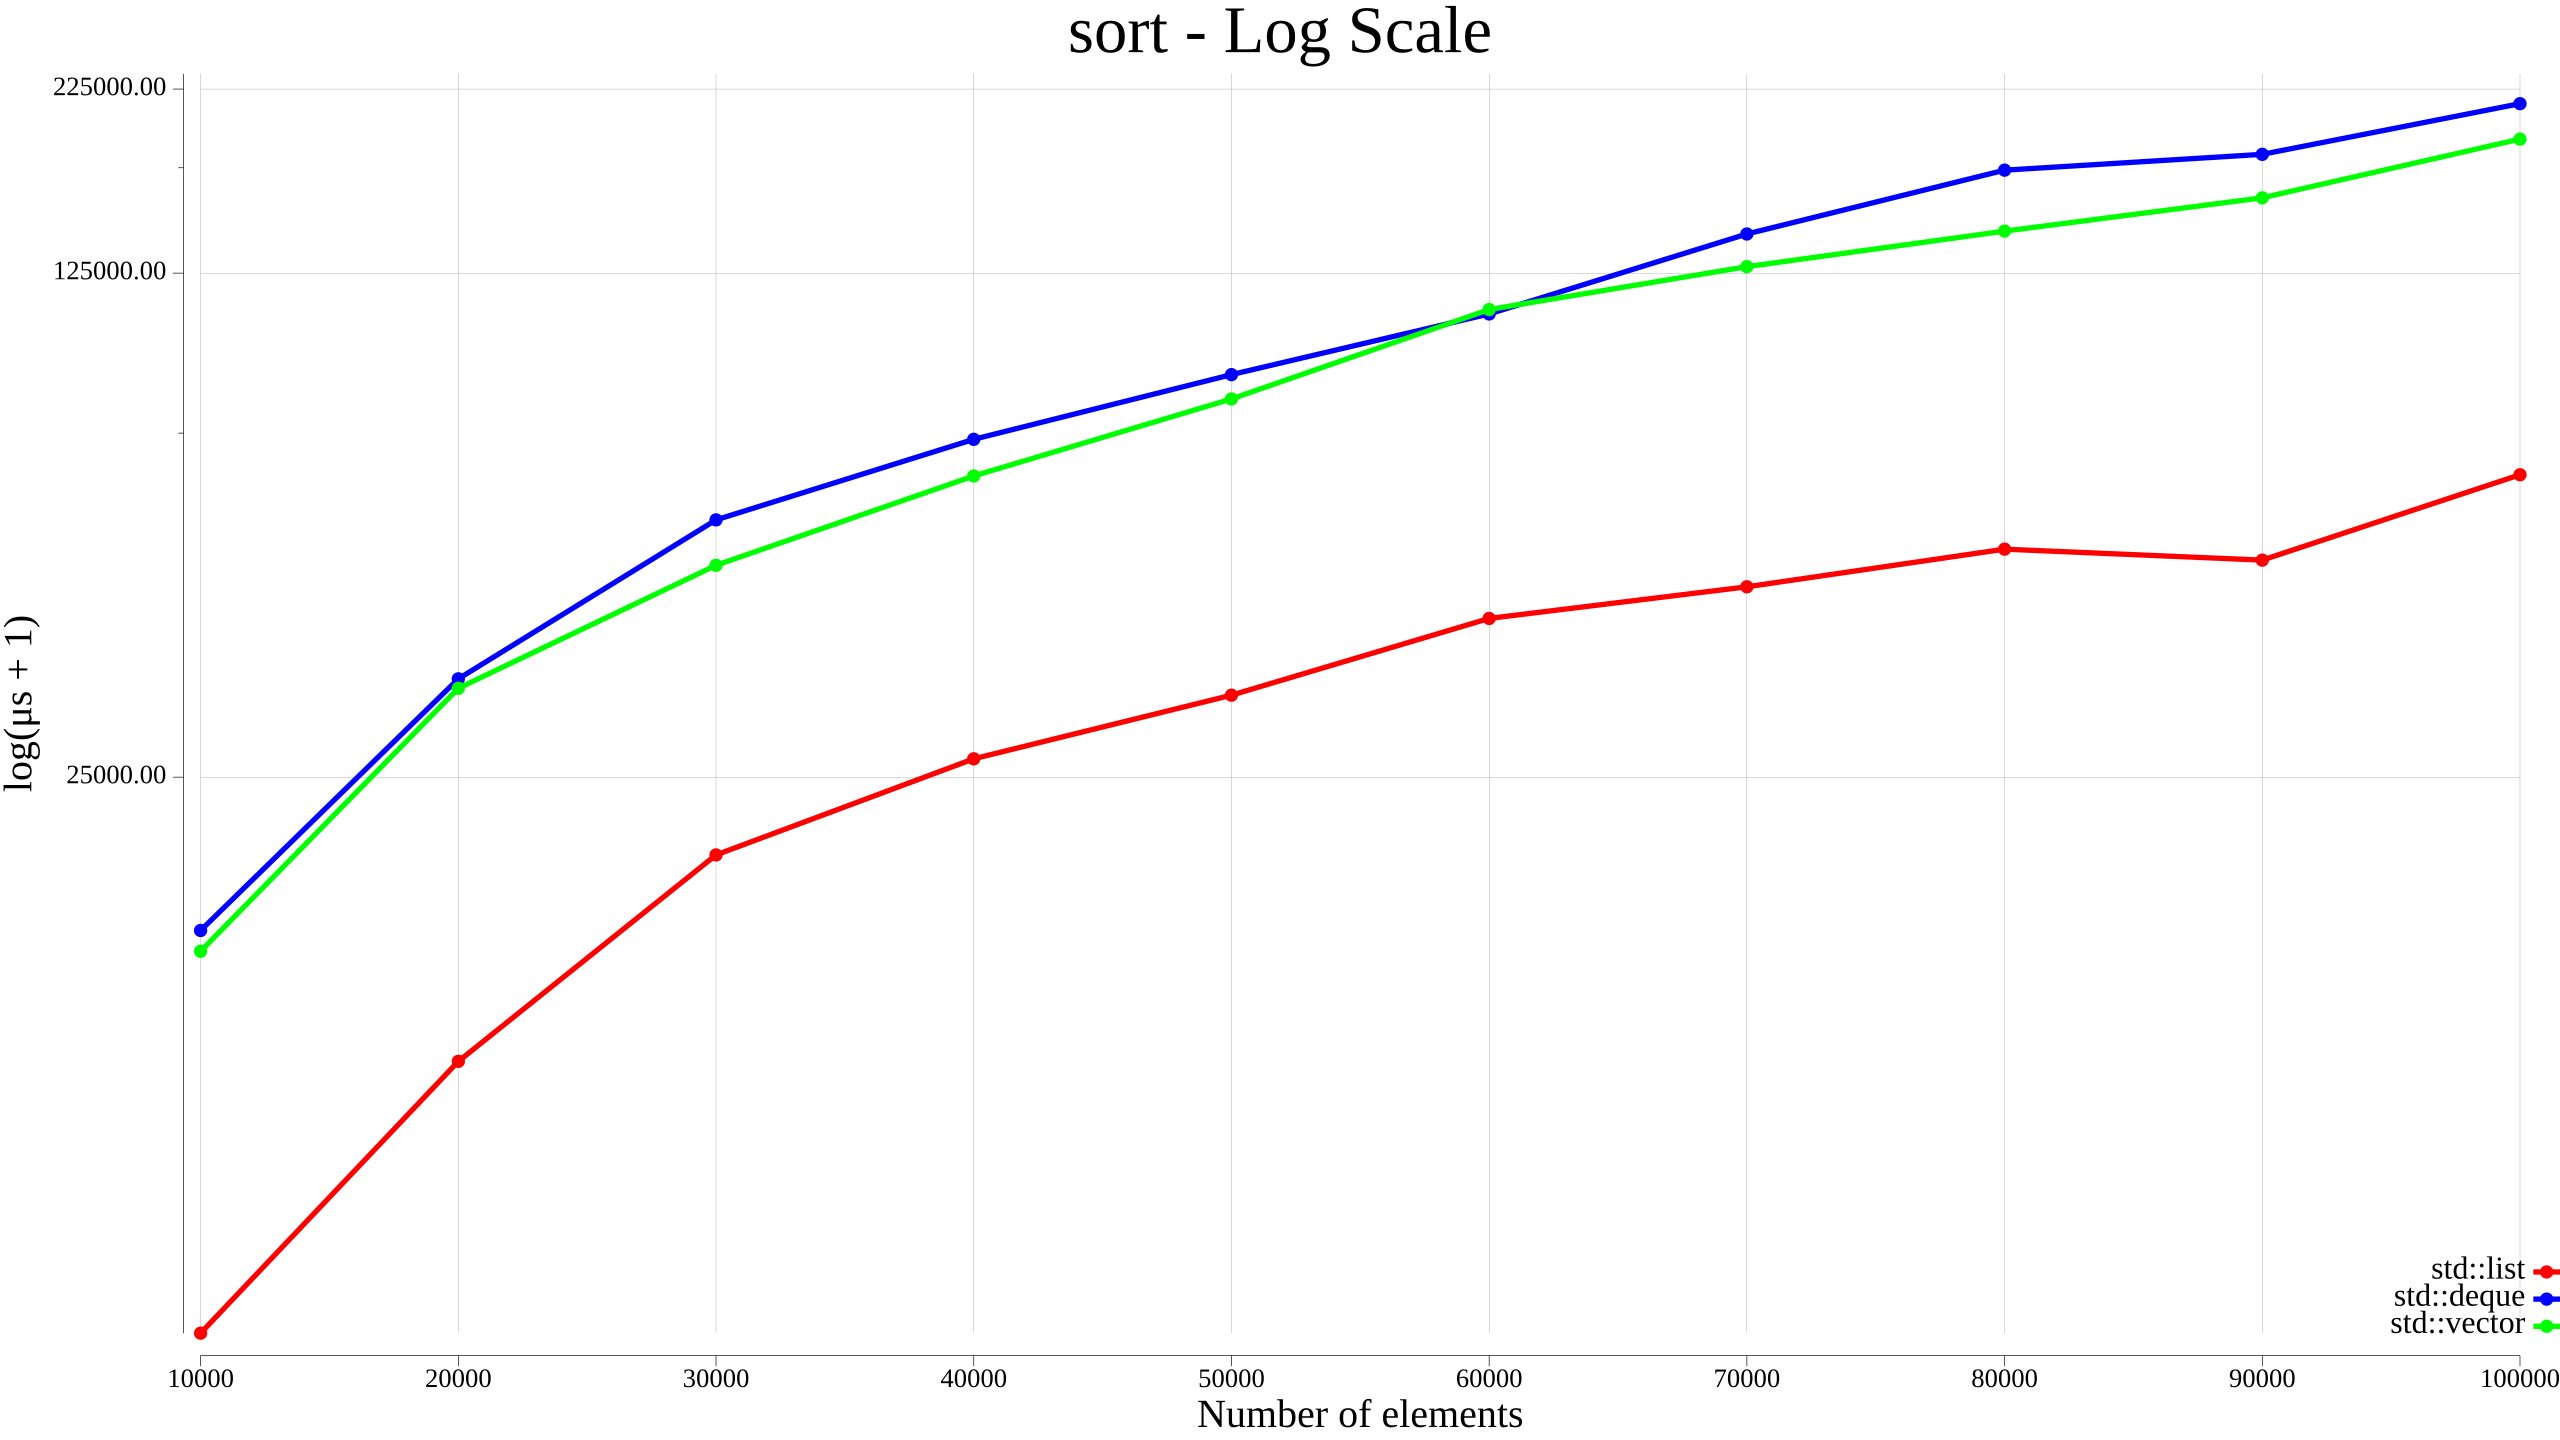 sort - Log Scale
225000.00
125000.00
25000.00
log(μs + 1)
std::list
std::deque
std::vector
10000 20000 30000 40000 50000 60000 70000 80000 90000 100000
Number of elements